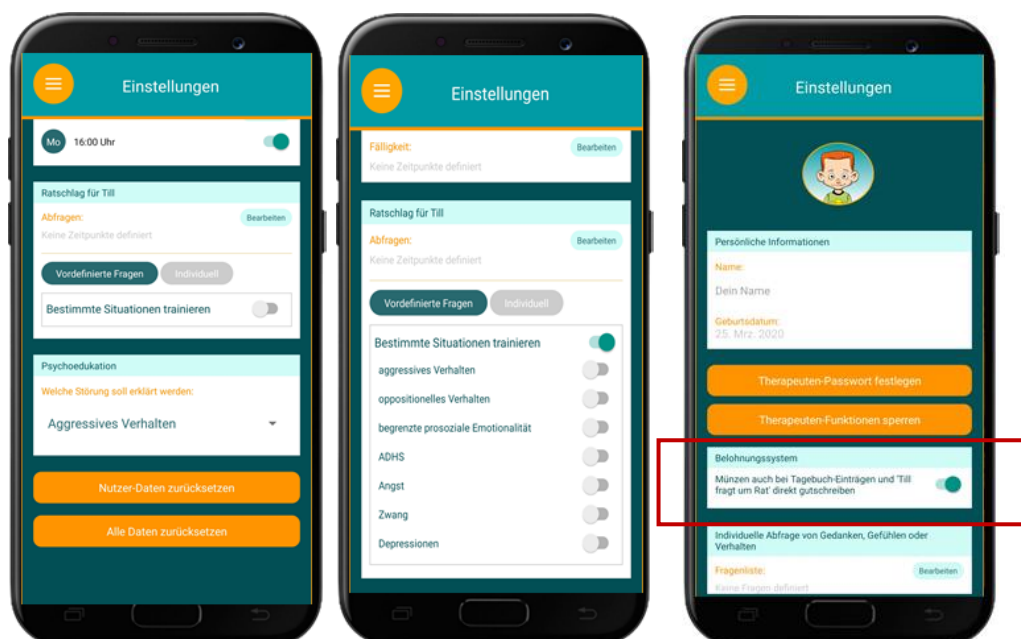 Einstellungen
Mo 16:00 Uhr
Ratschlag für Till
Abfragen: Bearbeiten
Keine Zeitpunkte definiert
Vordefinierte Fragen Individuell
Bestimmte Situationen trainieren
Psychoedukation
Welche Störung soll erklärt werden:
Aggressives Verhalten
Nutzer-Daten zurücksetzen
Alle Daten zurücksetzen
Einstellungen
Fälligkeit: Bearbeiten
Keine Zeitpunkte definiert
Ratschlag für Till
Abfragen: Bearbeiten
Keine Zeitpunkte definiert
Vordefinierte Fragen Individuell
Bestimmte Situationen trainieren
aggressives Verhalten
oppositionelles Verhalten
begrenzte prosoziale Emotionalität
ADHS
Angst
Zwang
Depressionen
Einstellungen
Persönliche Informationen
Name:
Dein Name
Geburtsdatum:
25. Mrz. 2020
Therapeuten-Passwort festlegen
Therapeuten-Funktionen sperren
Belohnungssystem
Münzen auch bei Tagebuch-Einträgen und 'Till
fragt um Rat' direkt gutschreiben
Individuelle Abfrage von Gedanken, Gefühlen oder
Verhalten
Fragenliste: Bearbeiten
Keine Fragen definiert